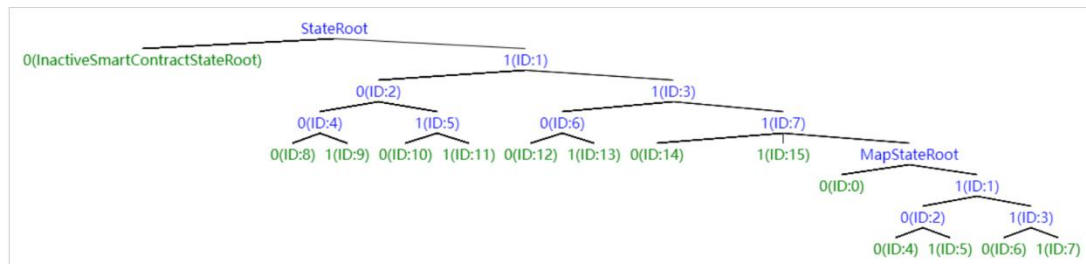 StateRoot
0(InactiveSmartContractStateRoot) 1(ID:1)
0(ID:2) 1(ID:3)
0(ID:4) 1(ID:5) 0(ID:6) 1(ID:7)
0(ID:8) 1(ID:9) 0(ID:10) 1(ID:11) 0(ID:12) 1(ID:13) 0(ID:14) 1(ID:15) MapStateRoot
0(ID:0) 1(ID:1)
0(ID:2) 1(ID:3)
0(ID:4) 1(ID:5) 0(ID:6) 1(ID:7)